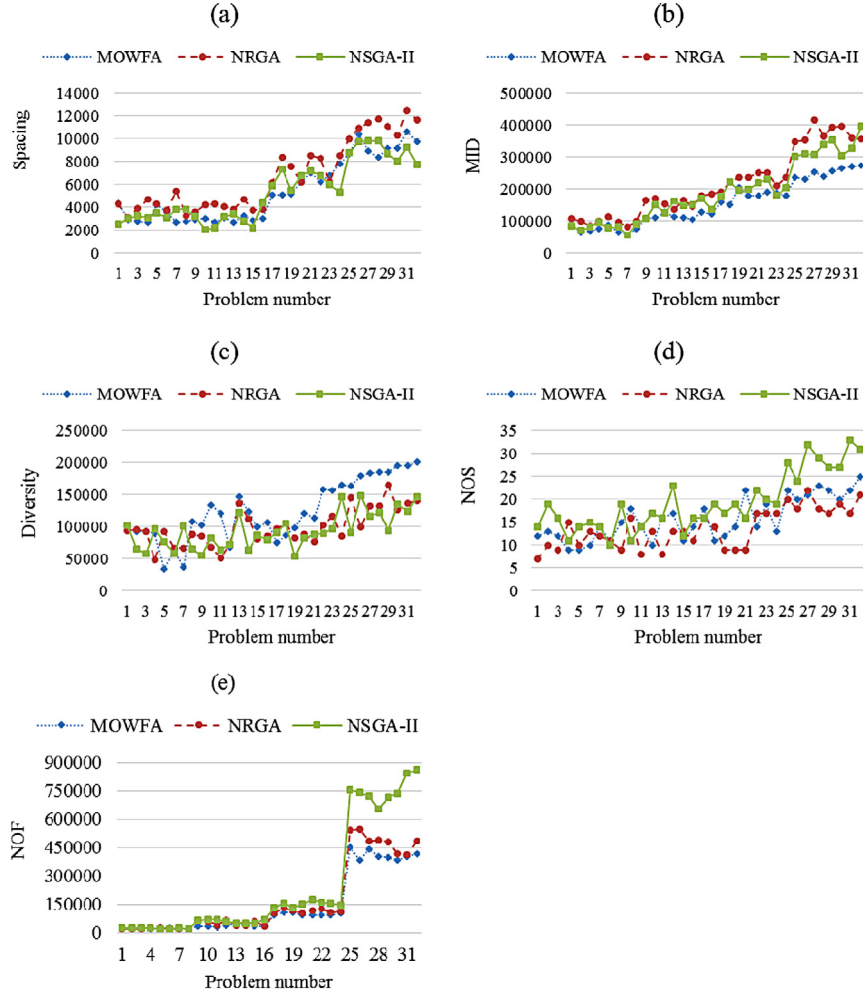 (a)
MOWFA NRGA NSGA-II
Spacing
14000
12000
10000
8000
6000
4000
2000
0
1 3 5 7 9 11 13 15 17 19 21 23 25 27 29 31
Problem number
(b)
MOWFA NRGA NSGA-II
MID
500000
400000
300000
200000
100000
0
1 3 5 7 9 11 13 15 17 19 21 23 25 27 29 31
Problem number
(c)
MOWFA NRGA NSGA-II
Diversity
250000
200000
150000
100000
50000
0
1 3 5 7 9 11 13 15 17 19 21 23 25 27 29 31
Problem number
(d)
MOWFA NRGA NSGA-II
NOS
35
30
25
20
15
10
5
0
1 3 5 7 9 11 13 15 17 19 21 23 25 27 29 31
Problem number
(e)
MOWFA NRGA NSGA-II
NOF
900000
750000
600000
450000
300000
150000
0
1 4 7 10 13 16 19 22 25 28 31
Problem number